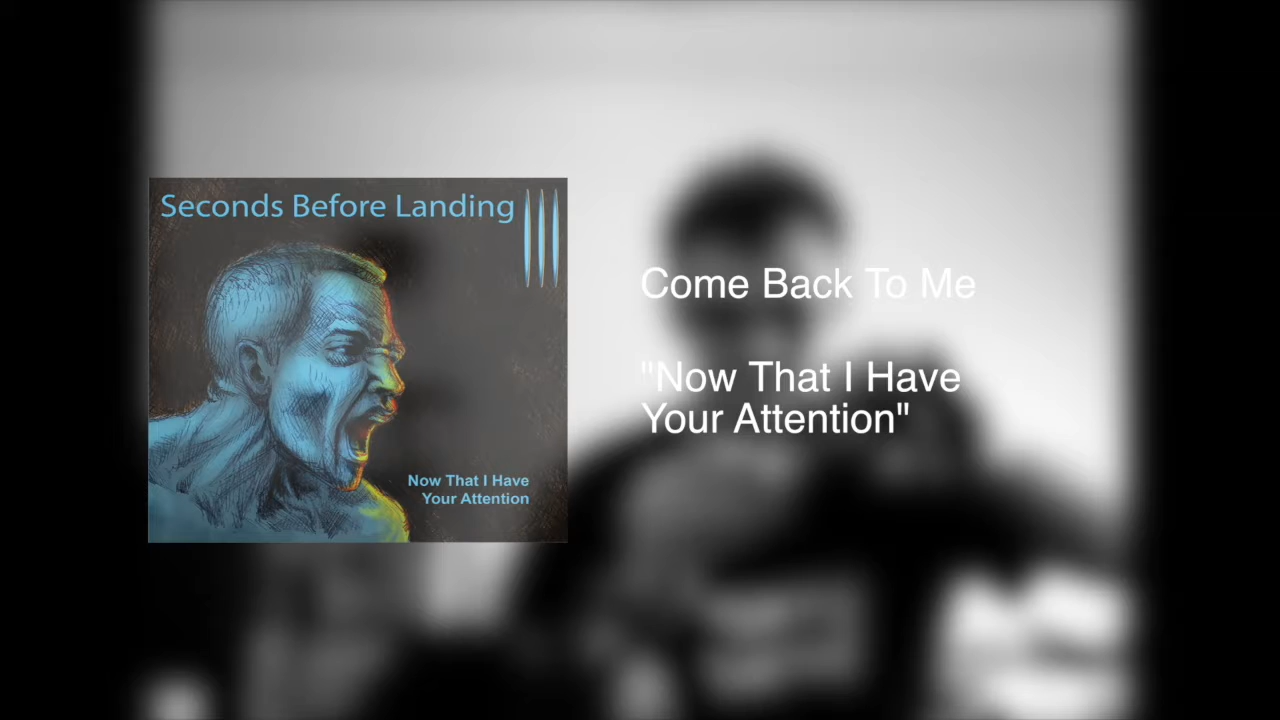 Seconds Before Landing
Now That I Have
Your Attention
Come Back To Me
"Now That I Have
Your Attention"